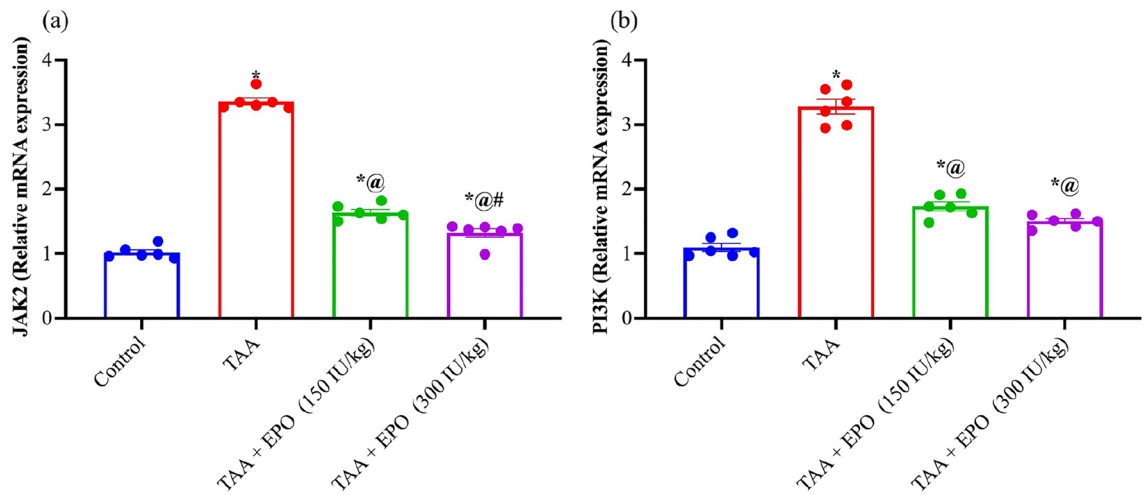 (a)
JAK2 (Relative mRNA expression)
4
3
2
1
0
*
*@
*@#
Control
TAA
TAA + EPO (150 IU/kg)
TAA + EPO (300 IU/kg)
(b)
PI3K (Relative mRNA expression)
4
3
2
1
0
*
*@
*@
Control
TAA
TAA + EPO (150 IU/kg)
TAA + EPO (300 IU/kg)